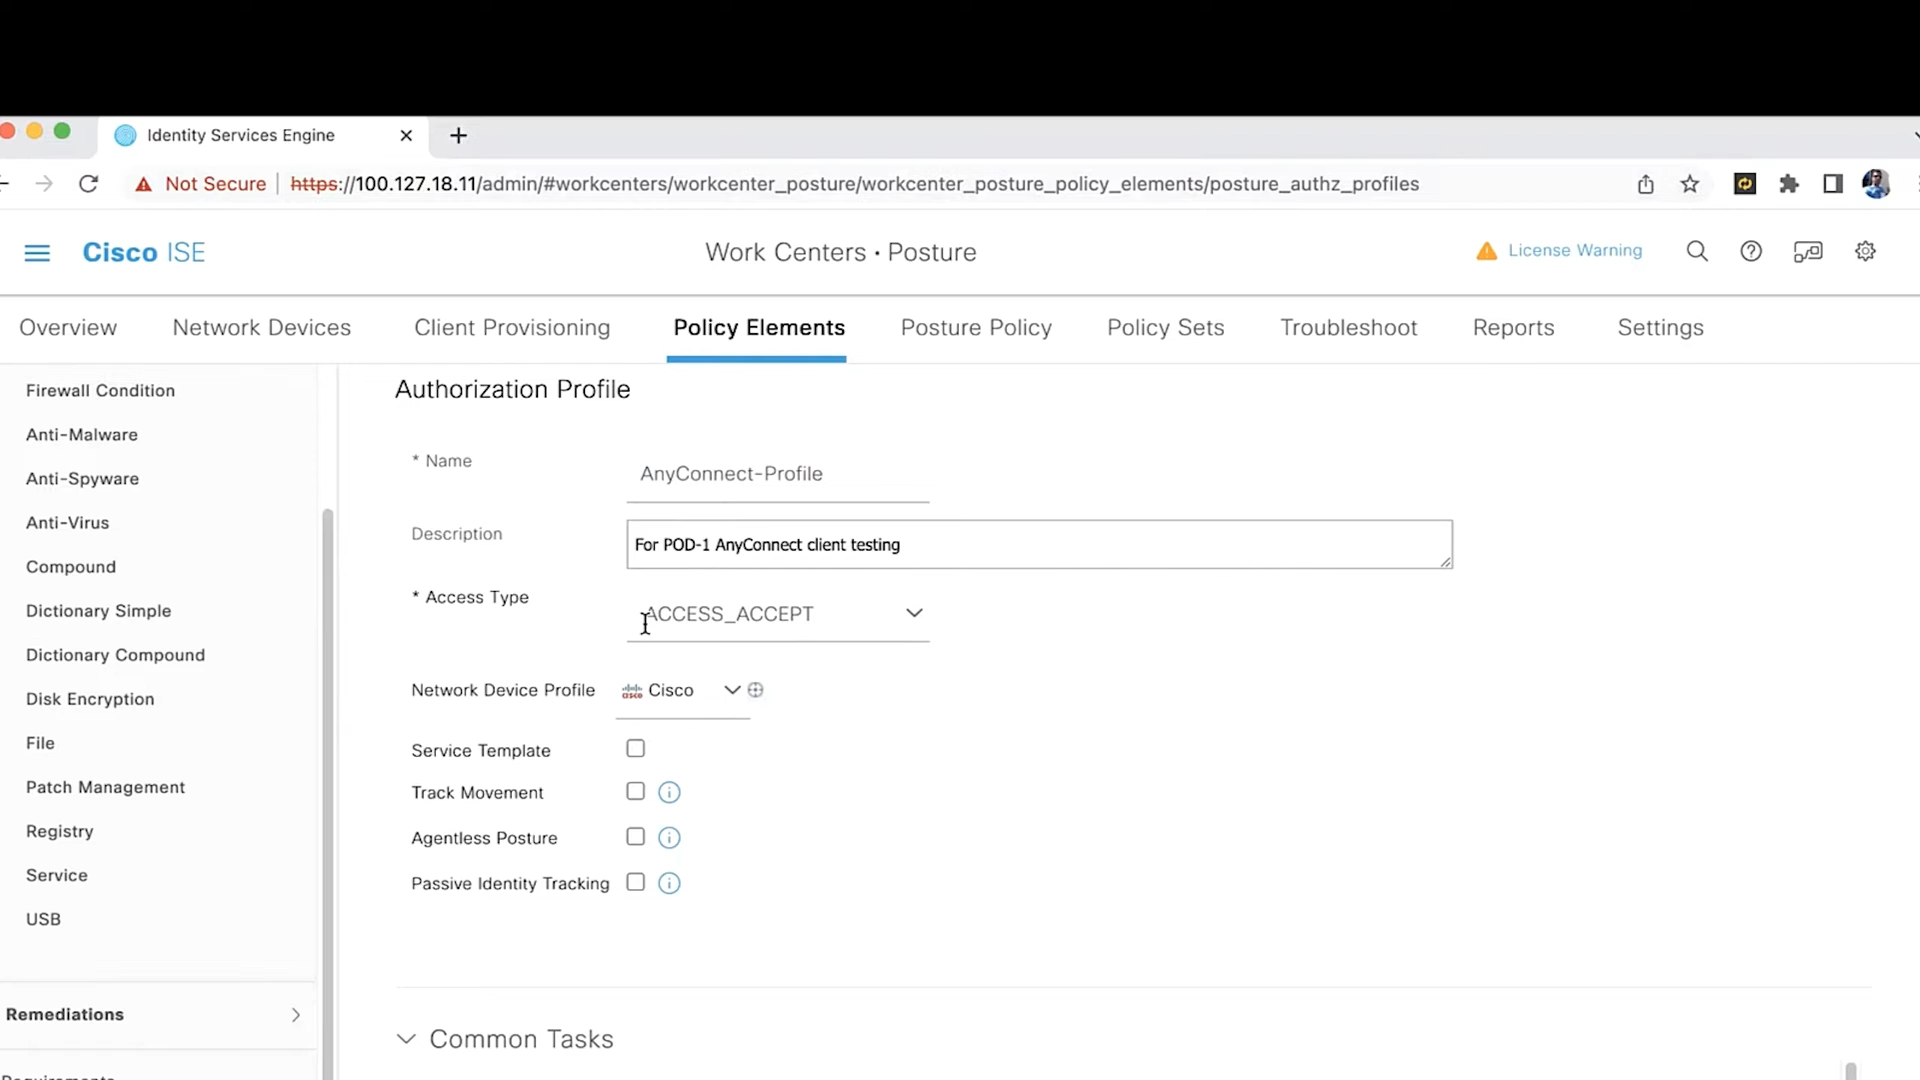 Identity Services Engine
Not Secure https://100.127.18.11/admin/#workcenters/workcenter_posture/workcenter_posture_policy_elements/posture_authz_profiles
Cisco ISE
Work Centers · Posture
License Warning
Overview
Network Devices
Client Provisioning
Policy Elements
Posture Policy
Policy Sets
Troubleshoot
Reports
Settings
Firewall Condition
Anti-Malware
Anti-Spyware
Anti-Virus
Compound
Dictionary Simple
Dictionary Compound
Disk Encryption
File
Patch Management
Registry
Service
USB
Remediations
Authorization Profile
* Name AnyConnect-Profile
Description For POD-1 AnyConnect client testing
* Access Type ACCESS_ACCEPT
Network Device Profile Cisco
Service Template
Track Movement
Agentless Posture
Passive Identity Tracking
Common Tasks